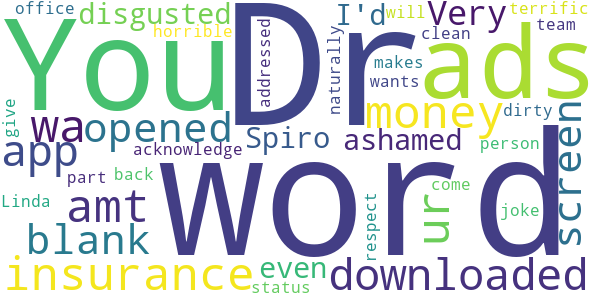 office disgusted horrible You Dr I'd will Very terrific team
addressed naturally clean ads
makes wants money dirty
give wa opened Spiro ashamed screen
app acknowledge person
part back word
Linda amt respect ur come joke
blank
insurance even status downloaded